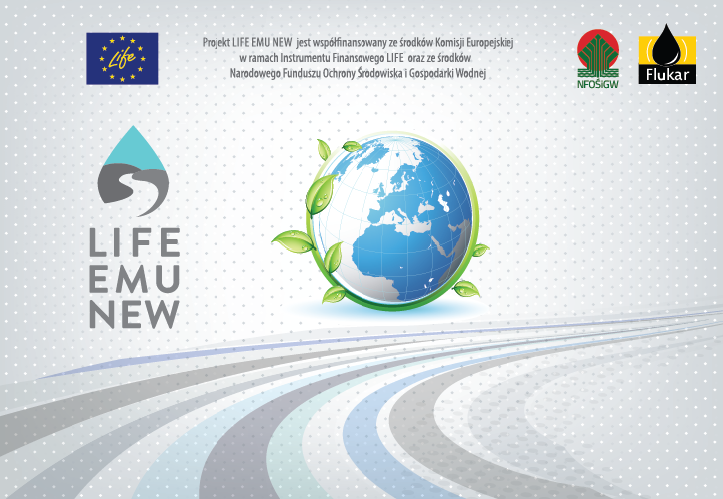 Life
Projekt LIFE EMU NEW jest współfinansowany ze środków Komisji Europejskiej
w ramach Instrumentu Finansowego LIFE oraz ze środków
Narodowego Funduszu Ochrony Środowiska i Gospodarki Wodnej
NFOŚiGW
Flukar
LIFE
EMU
NEW